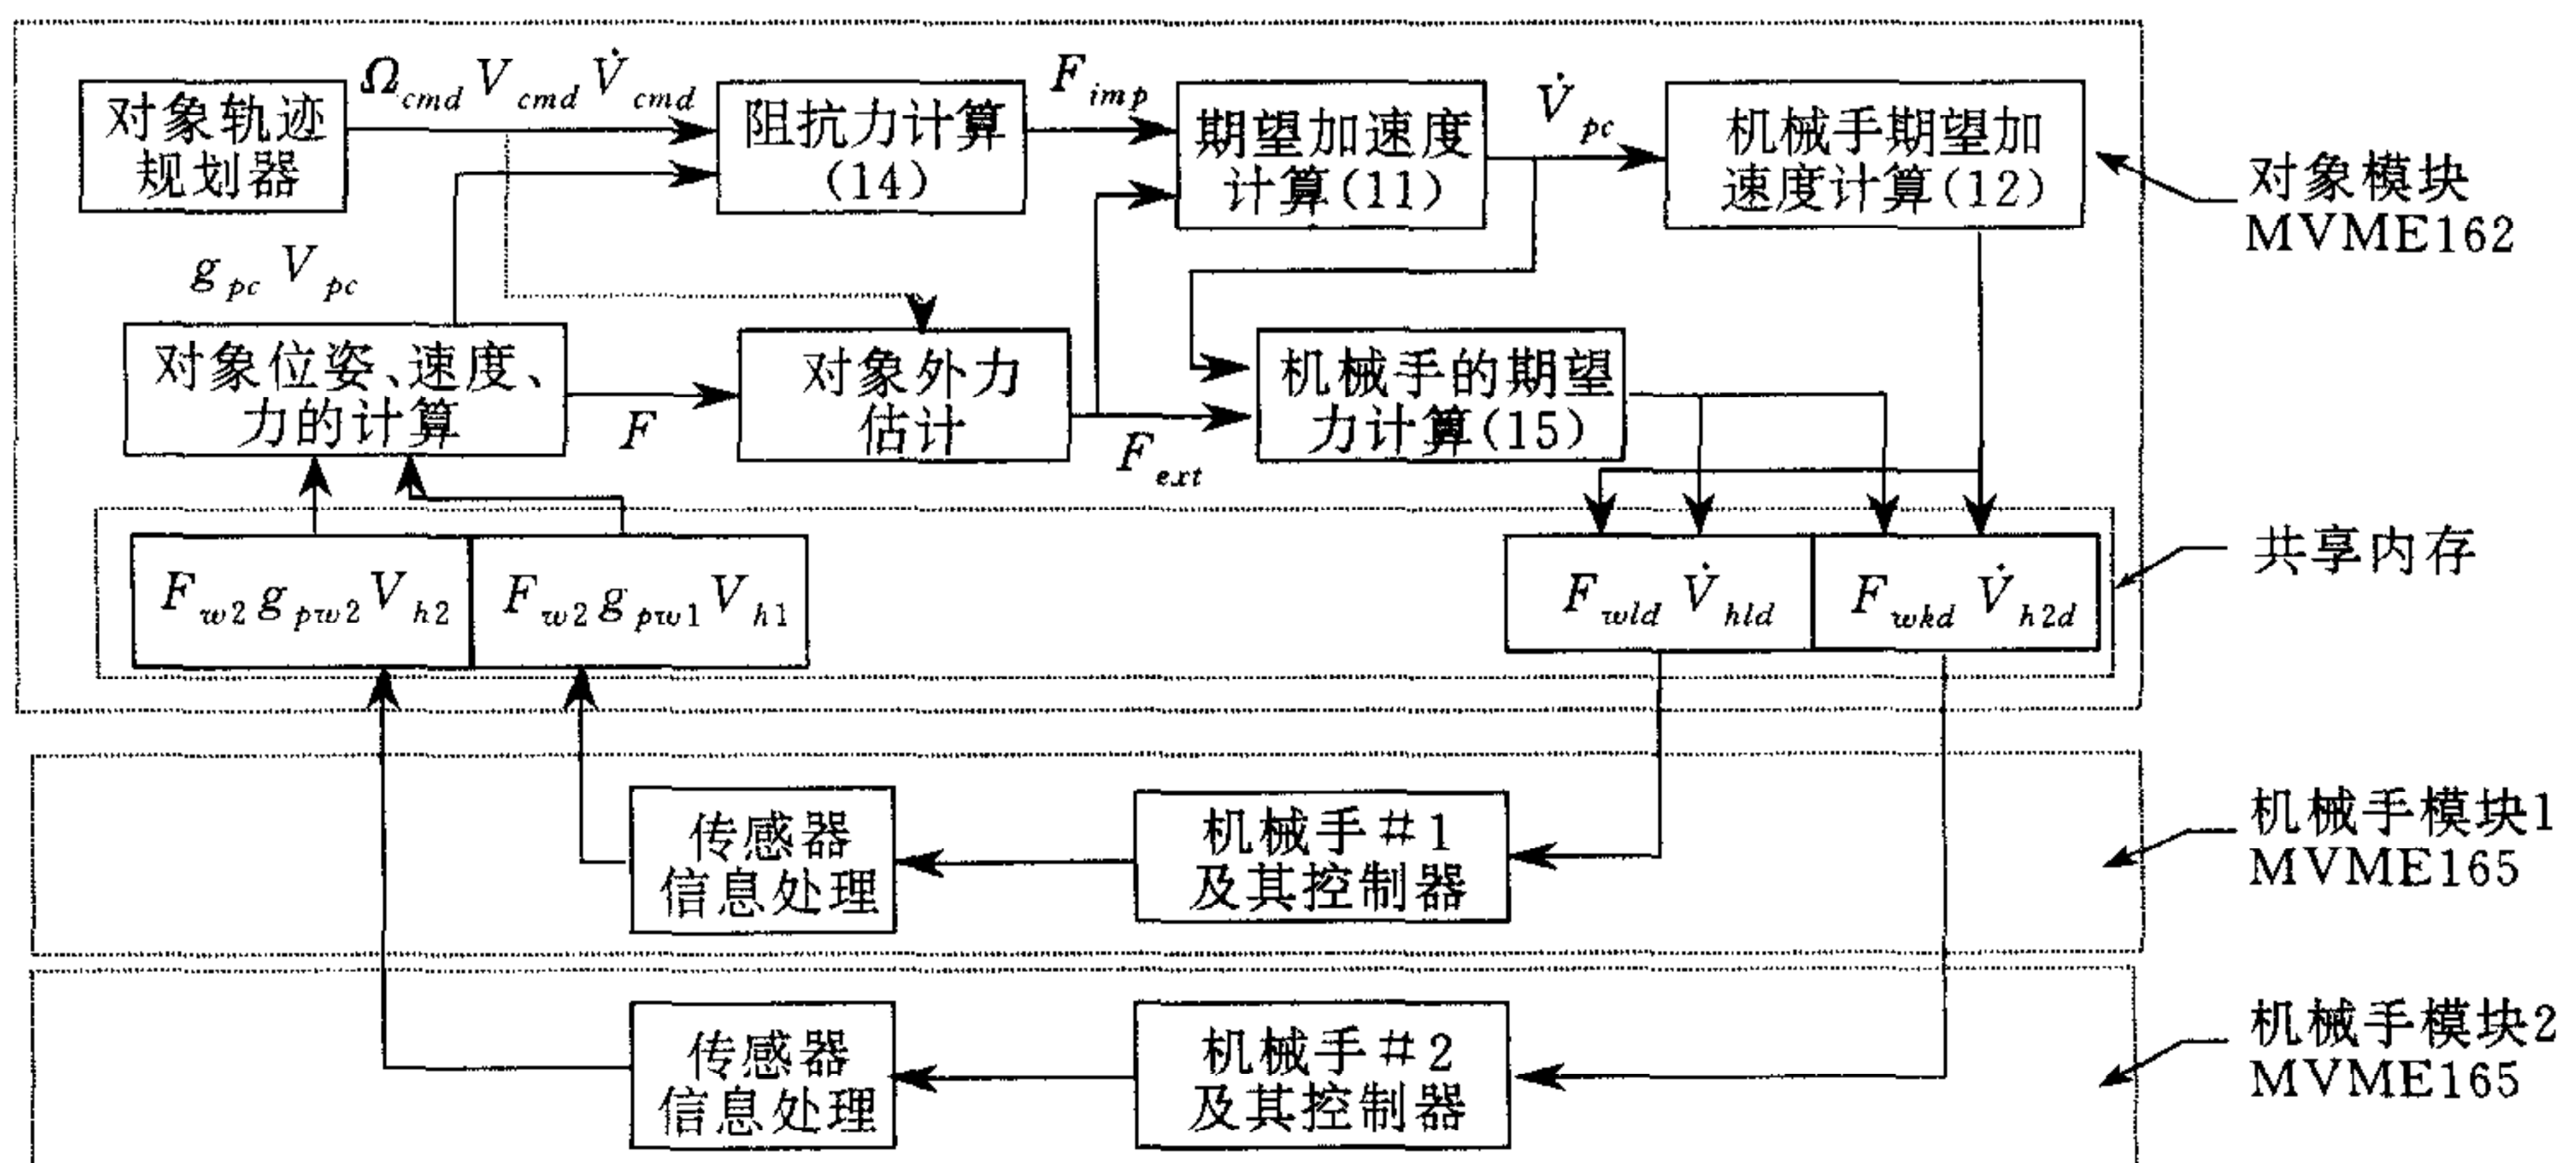 Ω_cmd V_cmd V̇_cmd
F_imp
V̇_pc
对象轨迹
规划器
阻抗力计算
(14)
期望加速度
计算(11)
机械手期望加
速度计算(12)
对象模块
MVME162
g_pc V_pc
对象位姿、速度、
力的计算
F
对象外力
估计
F_ext
机械手的期望
力计算(15)
F_w2 g_pw2 V_h2
F_w2 g_pw1 V_h1
F_wld V̇_hld
F_wkd V̇_h2d
共享内存
传感器
信息处理
机械手#1
及其控制器
机械手模块1
MVME165
传感器
信息处理
机械手#2
及其控制器
机械手模块2
MVME165